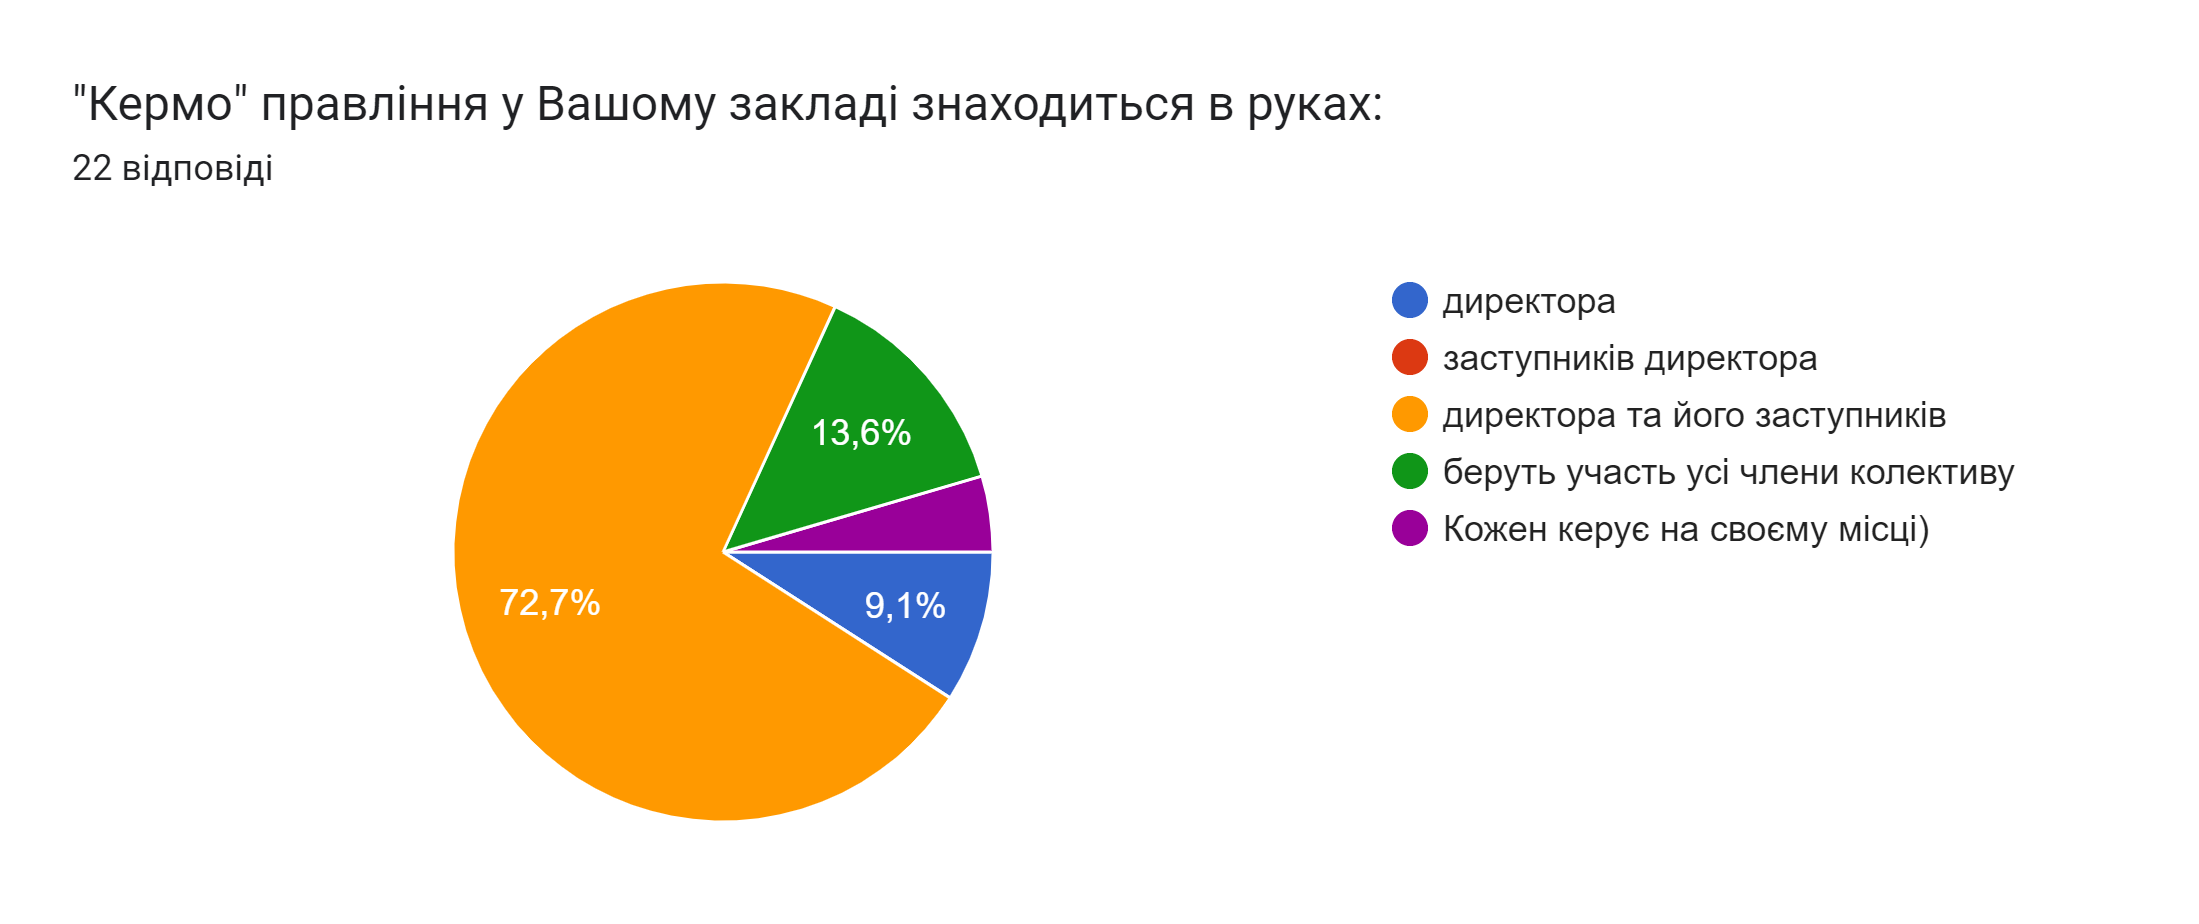 "Кермо" правління у Вашому закладі знаходиться в руках:
22 відповіді
13,6%
72,7%
9,1%
директора
заступників директора
директора та його заступників
беруть участь усі члени колективу
Кожен керує на своєму місці)